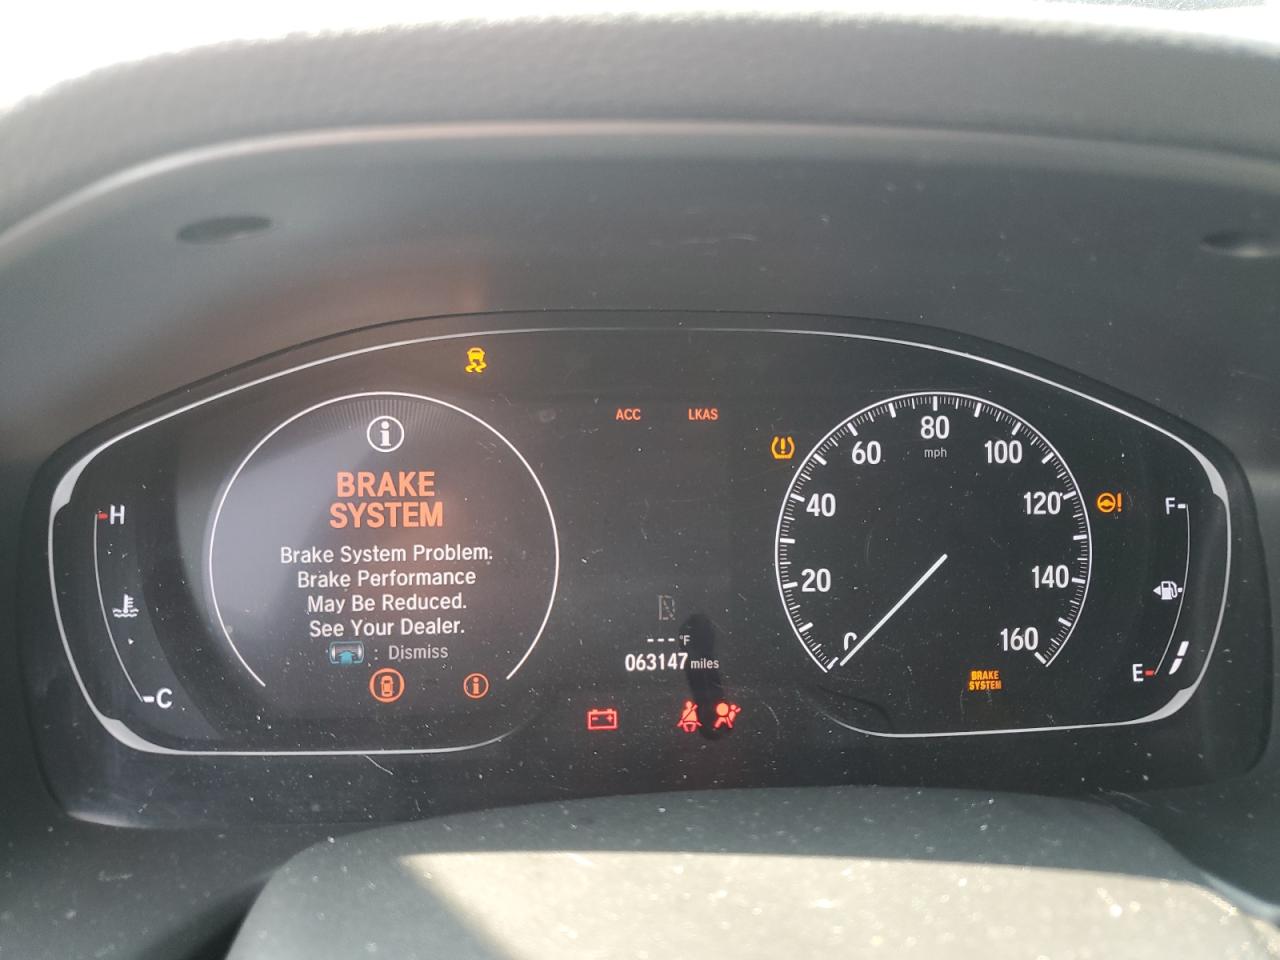 ACC LKAS
BRAKE
SYSTEM
Brake System Problem.
Brake Performance
May Be Reduced.
See Your Dealer.
: Dismiss
H
C
---°F
063147 miles
20
40
60
80
mph
100
120
140
160
BRAKE
SYSTEM
F
E